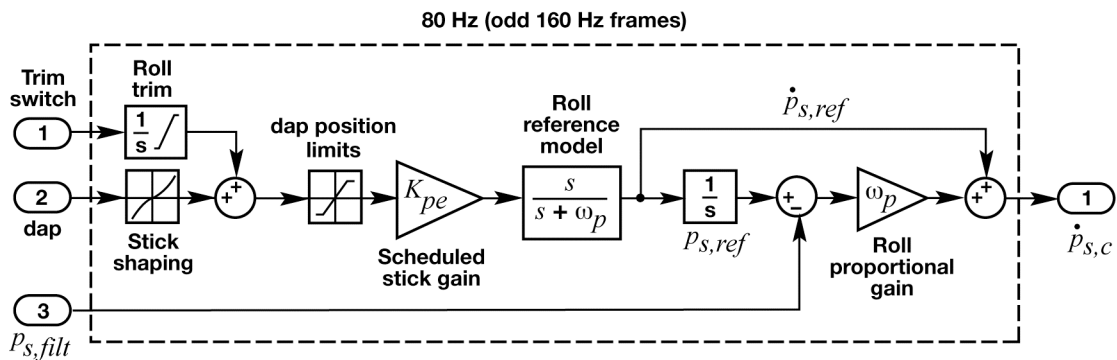 80 Hz (odd 160 Hz frames)
Trim
switch
1
Roll
trim
1
s
dap position
limits
Roll
reference
model
ṗs,ref
2
dap
Stick
shaping
+
+
Kpe
Scheduled
stick gain
s
s + ωp
1
s
ps,ref
+
−
ωp
Roll
proportional
gain
+
+
1
ṗs,c
3
ps,filt